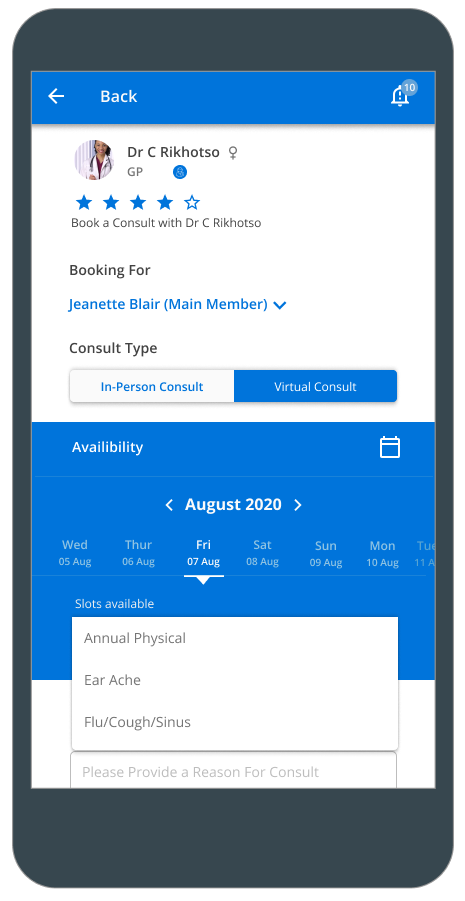 Back
10
Dr C Rikhotso
GP
Book a Consult with Dr C Rikhotso
Booking For
Jeanette Blair (Main Member)
Consult Type
In-Person Consult Virtual Consult
Availibility
August 2020
Wed Thur Fri Sat Sun Mon Tue
05 Aug 06 Aug 07 Aug 08 Aug 09 Aug 10 Aug 11 A
Slots available
Annual Physical
Ear Ache
Flu/Cough/Sinus
Please Provide a Reason For Consult